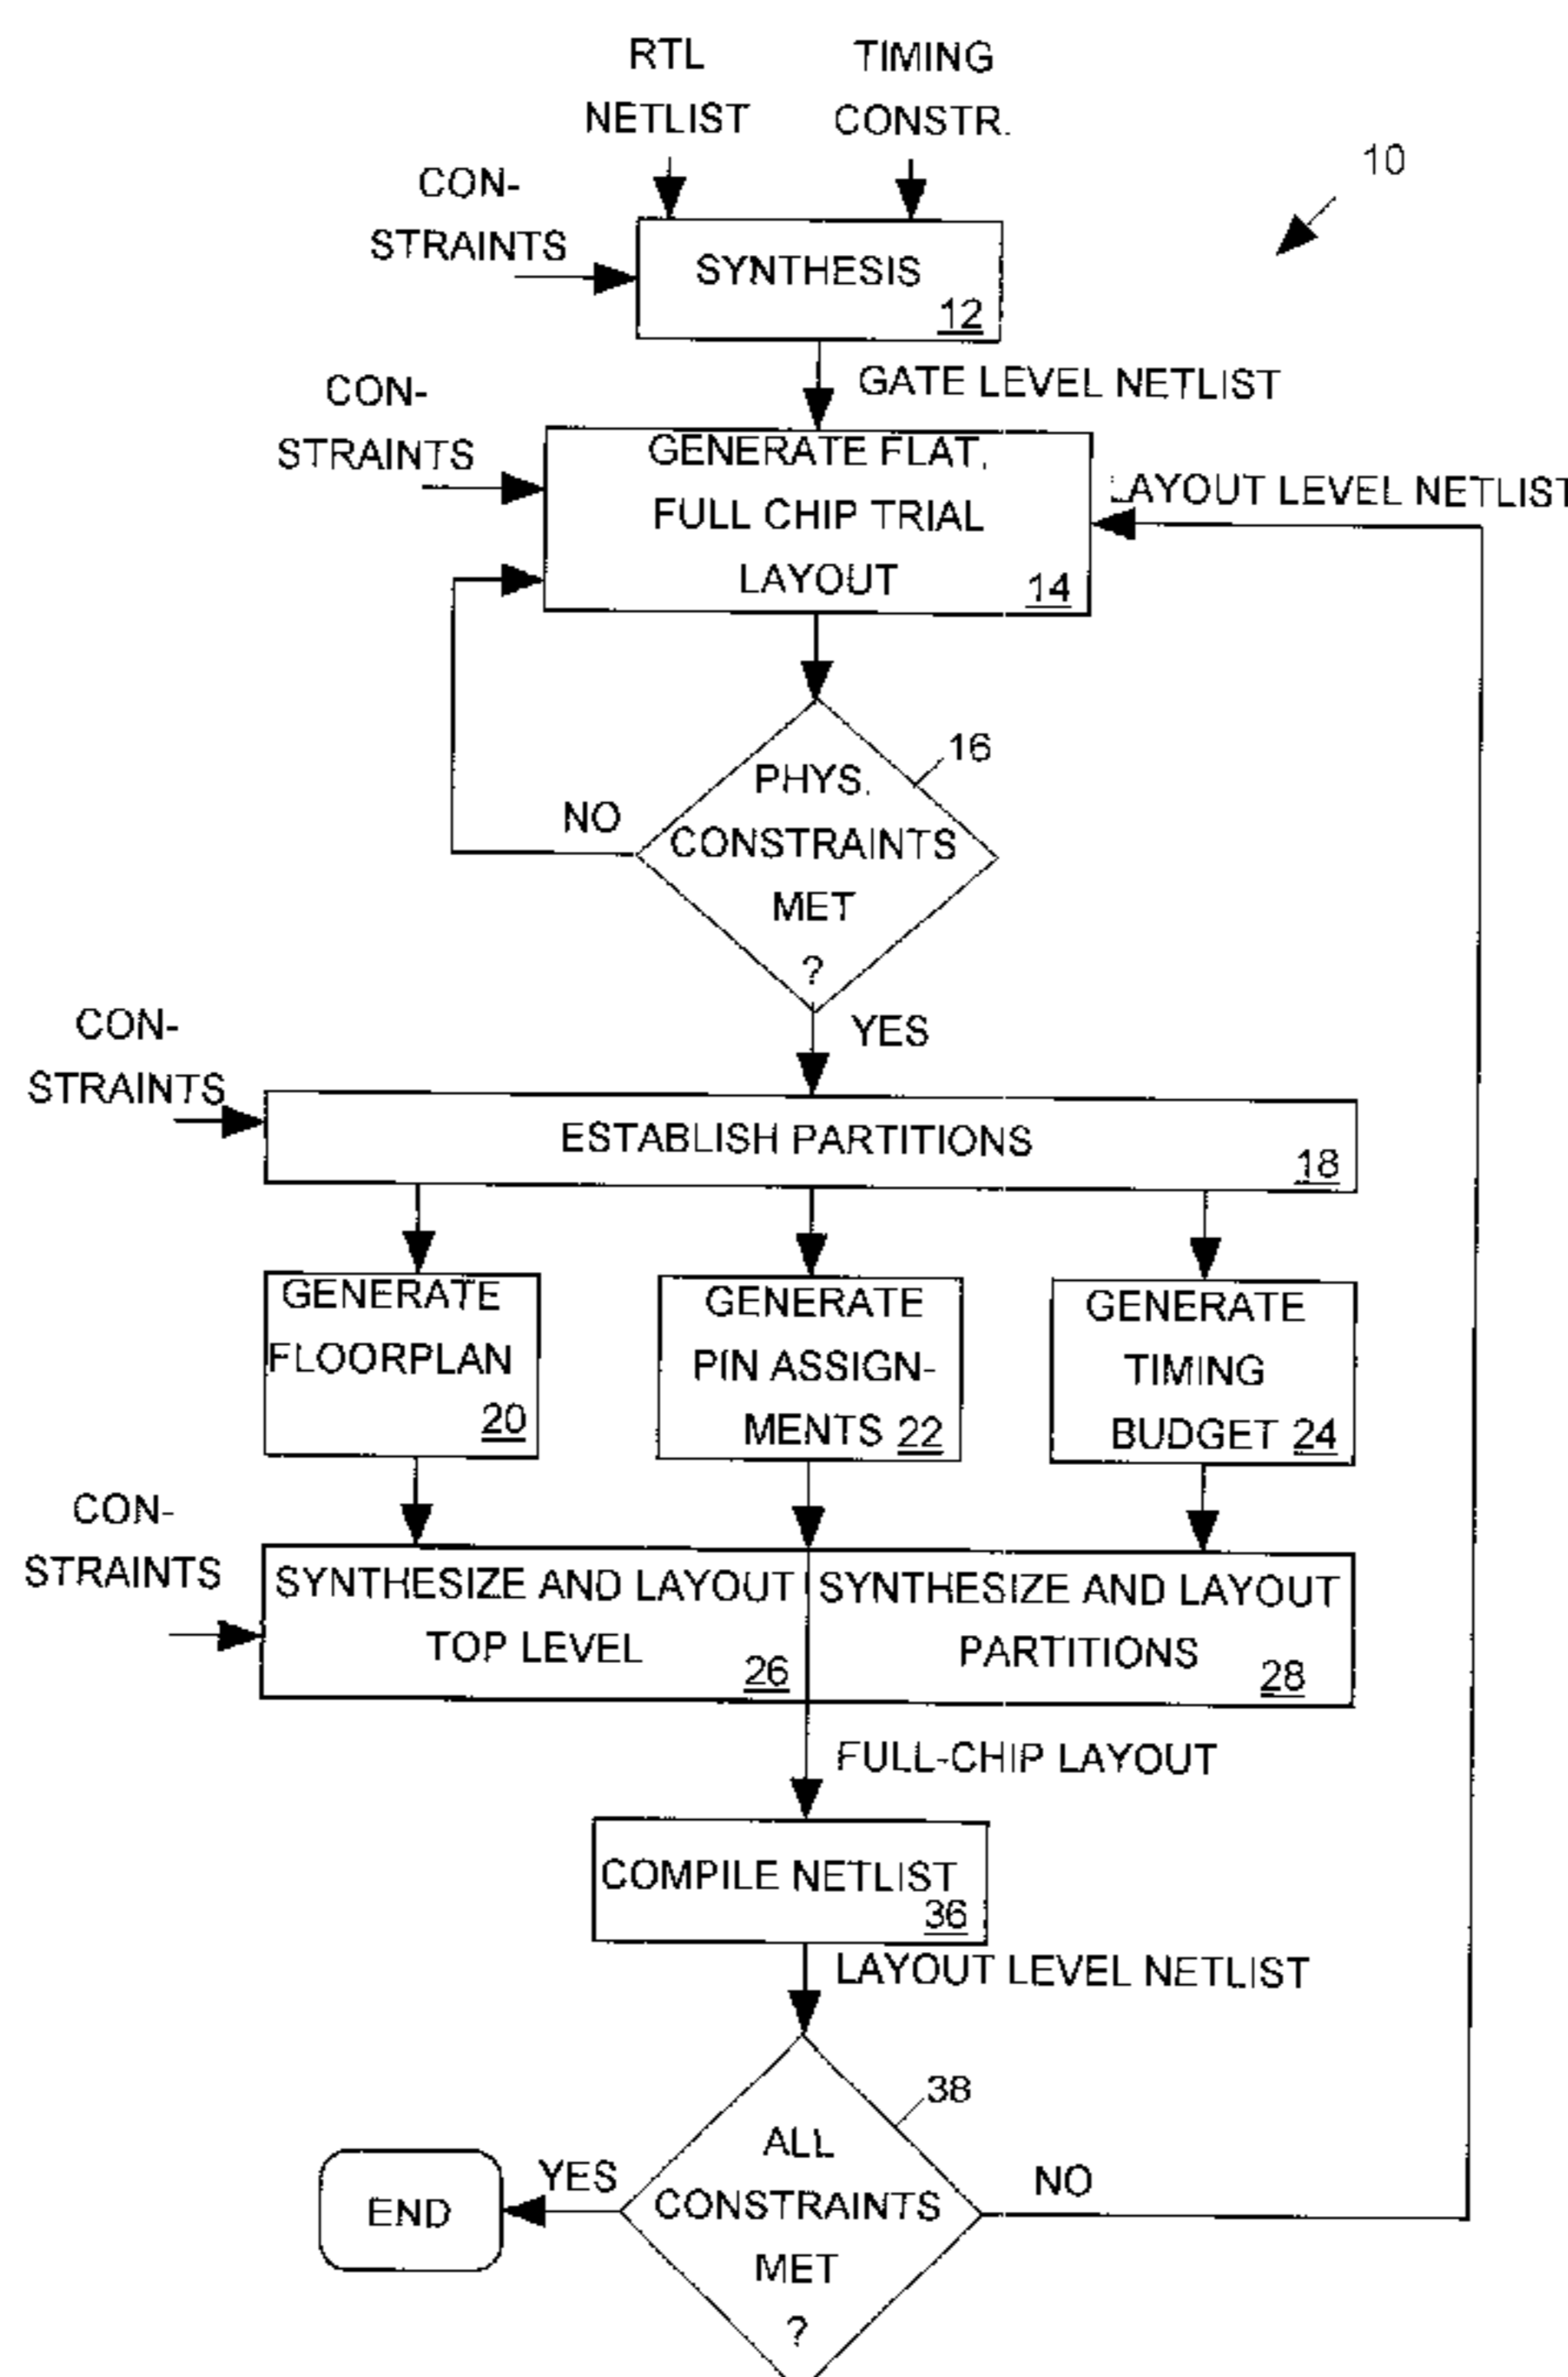 RTL
NETLIST
TIMING
CONSTR.
10
CON-
STRAINTS
SYNTHESIS
12
GATE LEVEL NETLIST
CON-
STRAINTS
GENERATE FLAT,
FULL CHIP TRIAL
LAYOUT
14
LAYOUT LEVEL NETLIST
16
PHYS.
CONSTRAINTS
MET
?
NO
YES
CON-
STRAINTS
ESTABLISH PARTITIONS
18
GENERATE
FLOORPLAN
20
GENERATE
PIN ASSIGN-
MENTS 22
GENERATE
TIMING
BUDGET 24
CON-
STRAINTS
SYNTHESIZE AND LAYOUT
TOP LEVEL
26
SYNTHESIZE AND LAYOUT
PARTITIONS
28
FULL-CHIP LAYOUT
COMPILE NETLIST
36
LAYOUT LEVEL NETLIST
38
ALL
CONSTRAINTS
MET
?
YES
END
NO